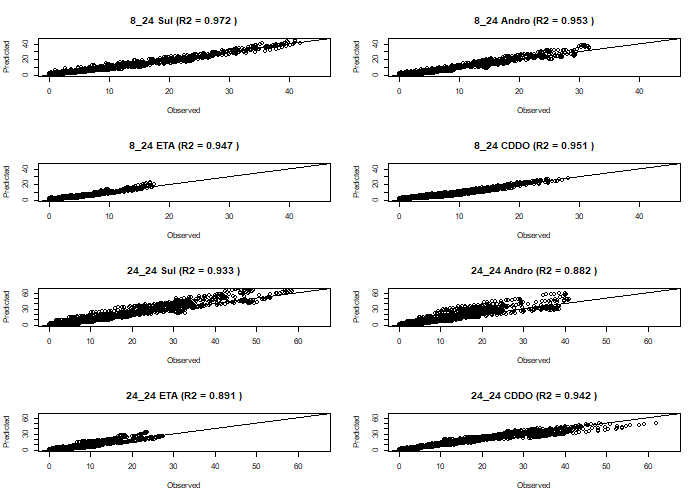 8_24 Sul (R2 = 0.972 )
Predicted
0 20 40
0 10 20 30 40
Observed
8_24 Andro (R2 = 0.953 )
Predicted
0 20 40
0 10 20 30 40
Observed
8_24 ETA (R2 = 0.947 )
Predicted
0 20 40
0 10 20 30 40
Observed
8_24 CDDO (R2 = 0.951 )
Predicted
0 20 40
0 10 20 30 40
Observed
24_24 Sul (R2 = 0.933 )
Predicted
0 30 60
0 10 20 30 40 50 60
Observed
24_24 Andro (R2 = 0.882 )
Predicted
0 30 60
0 10 20 30 40 50 60
Observed
24_24 ETA (R2 = 0.891 )
Predicted
0 30 60
0 10 20 30 40 50 60
Observed
24_24 CDDO (R2 = 0.942 )
Predicted
0 30 60
0 10 20 30 40 50 60
Observed